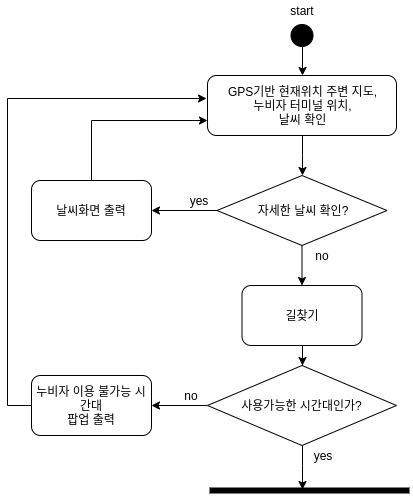 start
GPS기반 현재위치 주변 지도,
누비자 터미널 위치,
날씨 확인
날씨화면 출력
yes
자세한 날씨 확인?
no
길찾기
누비자 이용 불가능 시
간대
팝업 출력
no
사용가능한 시간대인가?
yes